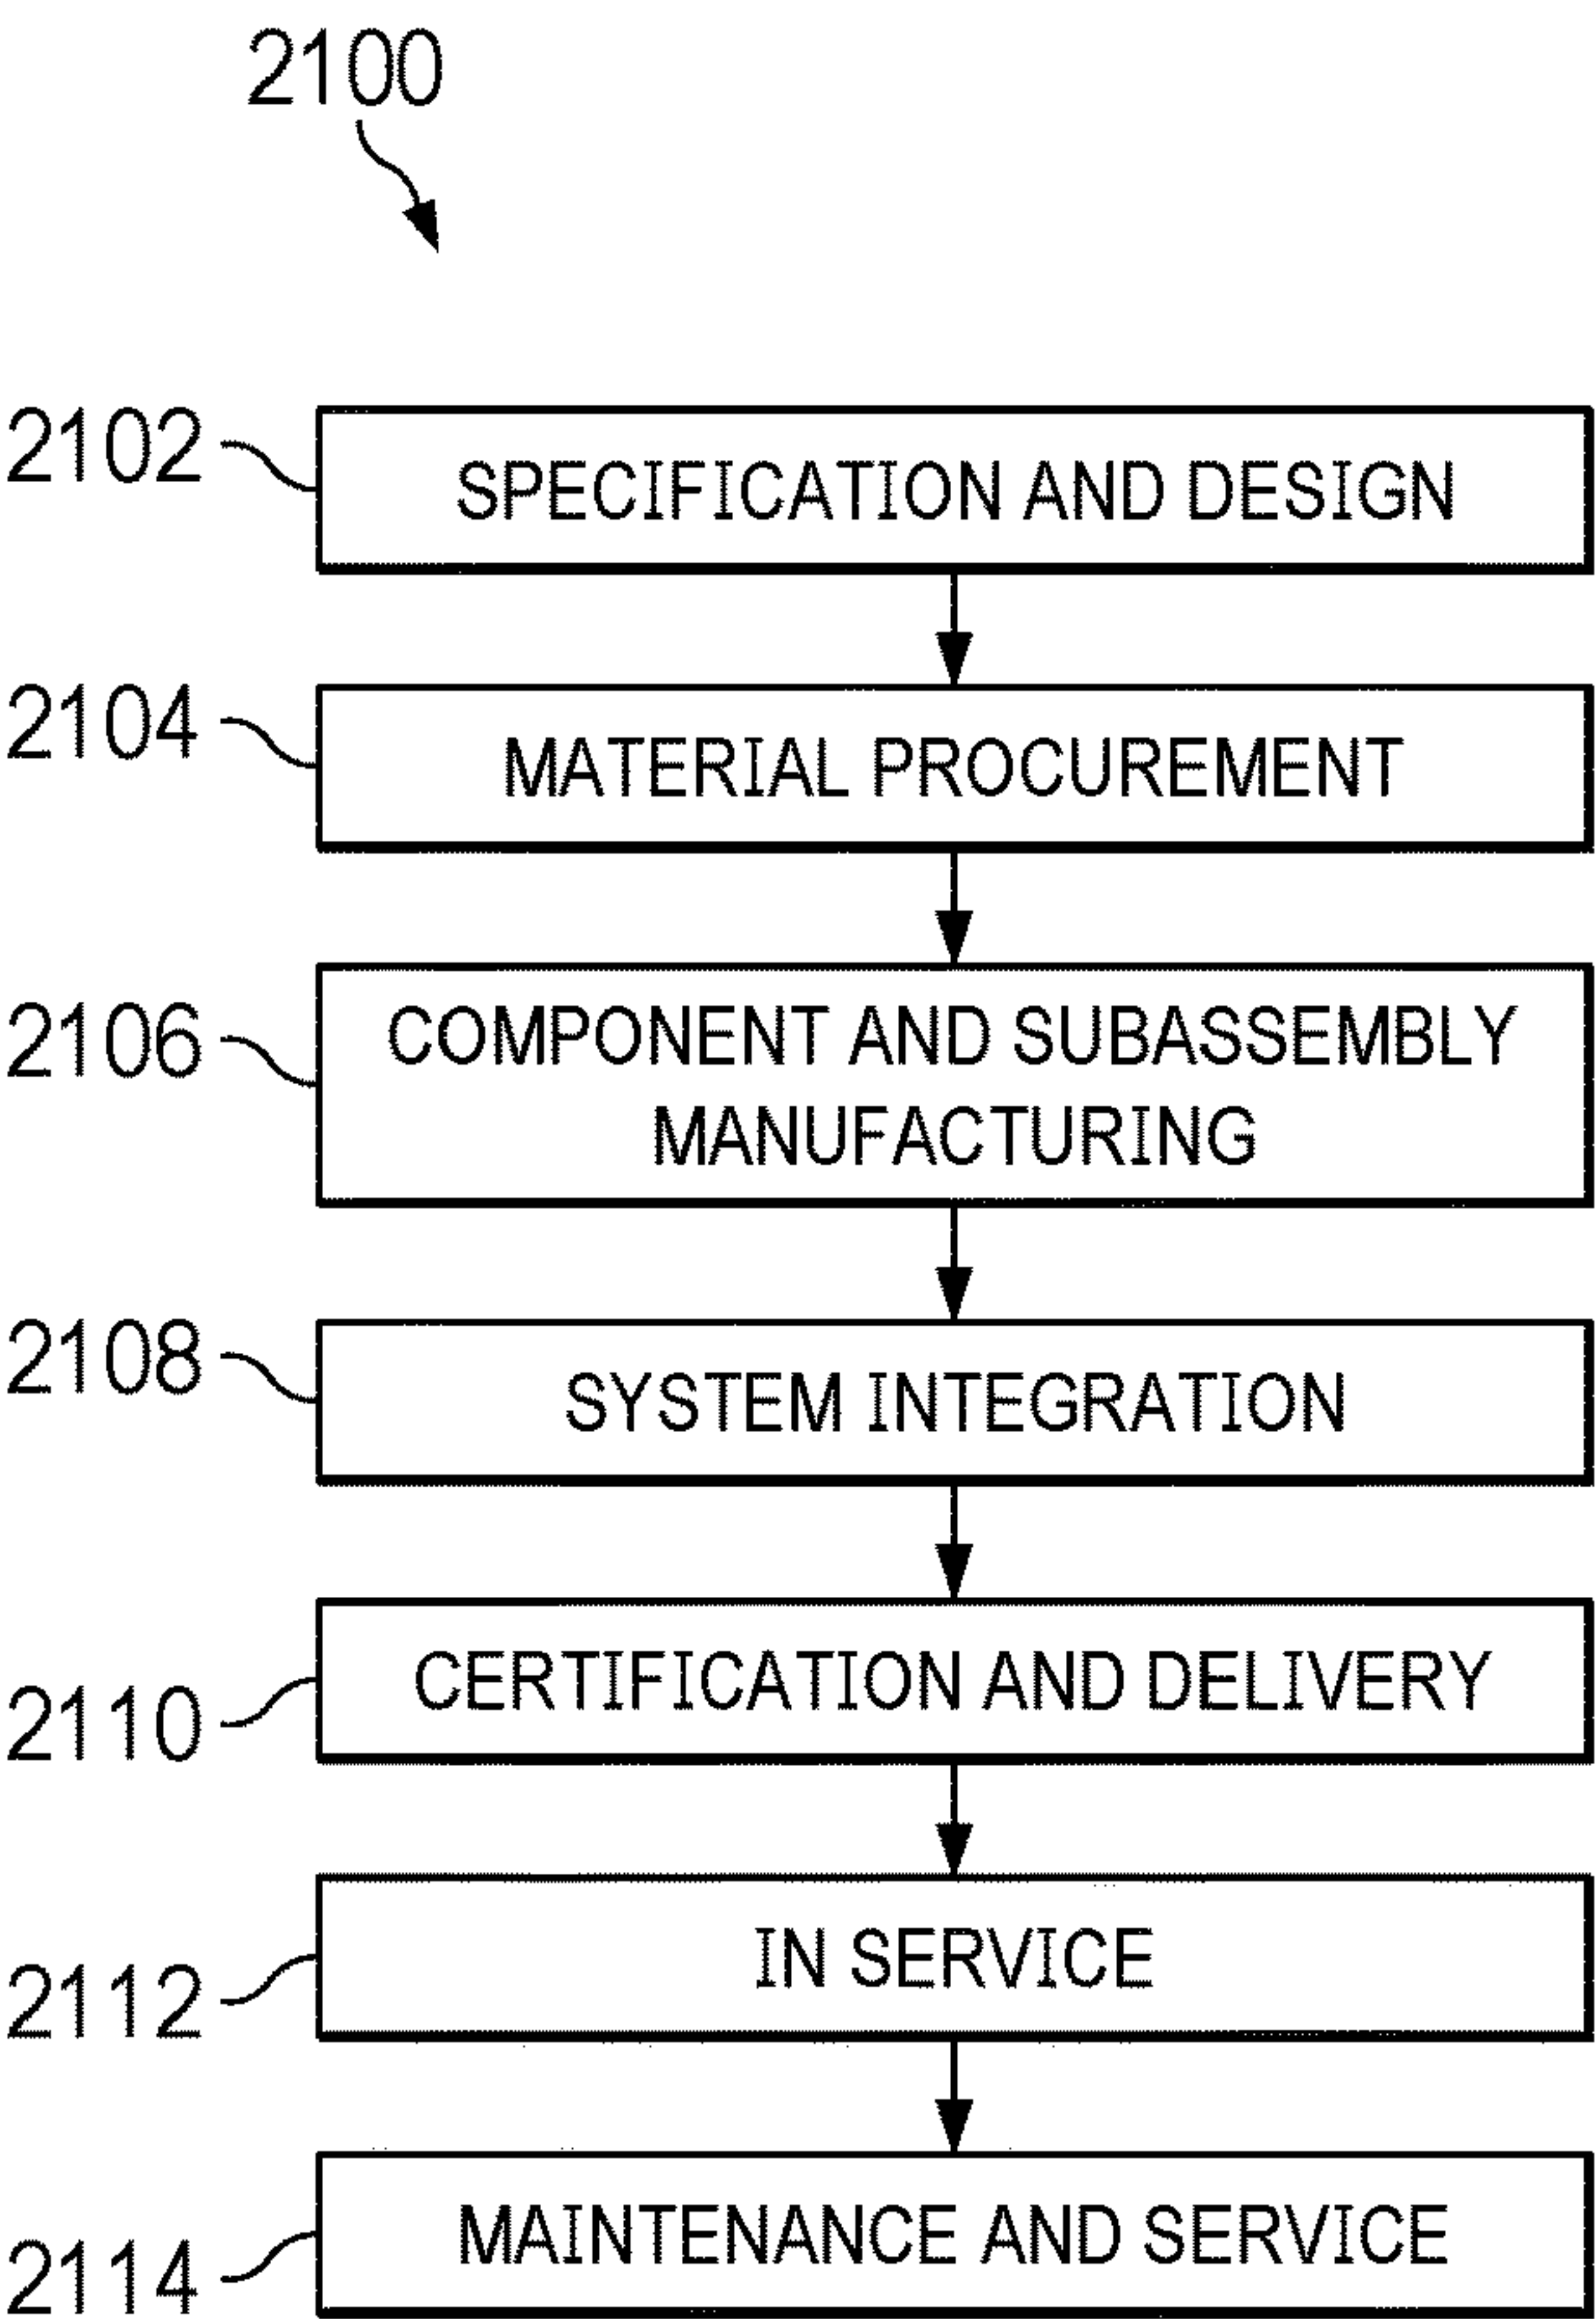 2100
2102
SPECIFICATION AND DESIGN
2104
MATERIAL PROCUREMENT
2106
COMPONENT AND SUBASSEMBLY
MANUFACTURING
2108
SYSTEM INTEGRATION
2110
CERTIFICATION AND DELIVERY
2112
IN SERVICE
2114
MAINTENANCE AND SERVICE